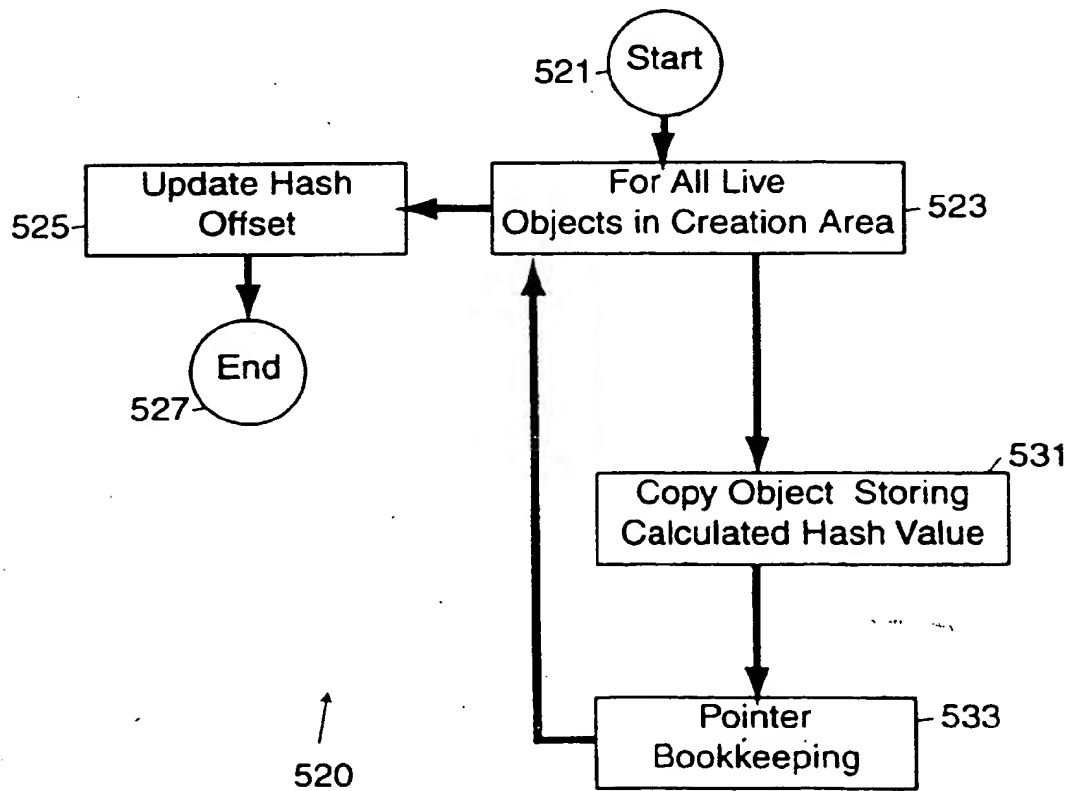 Start
521
For All Live
Objects in Creation Area
523
Update Hash
Offset
525
End
527
531
Copy Object Storing
Calculated Hash Value
Pointer
Bookkeeping
533
520